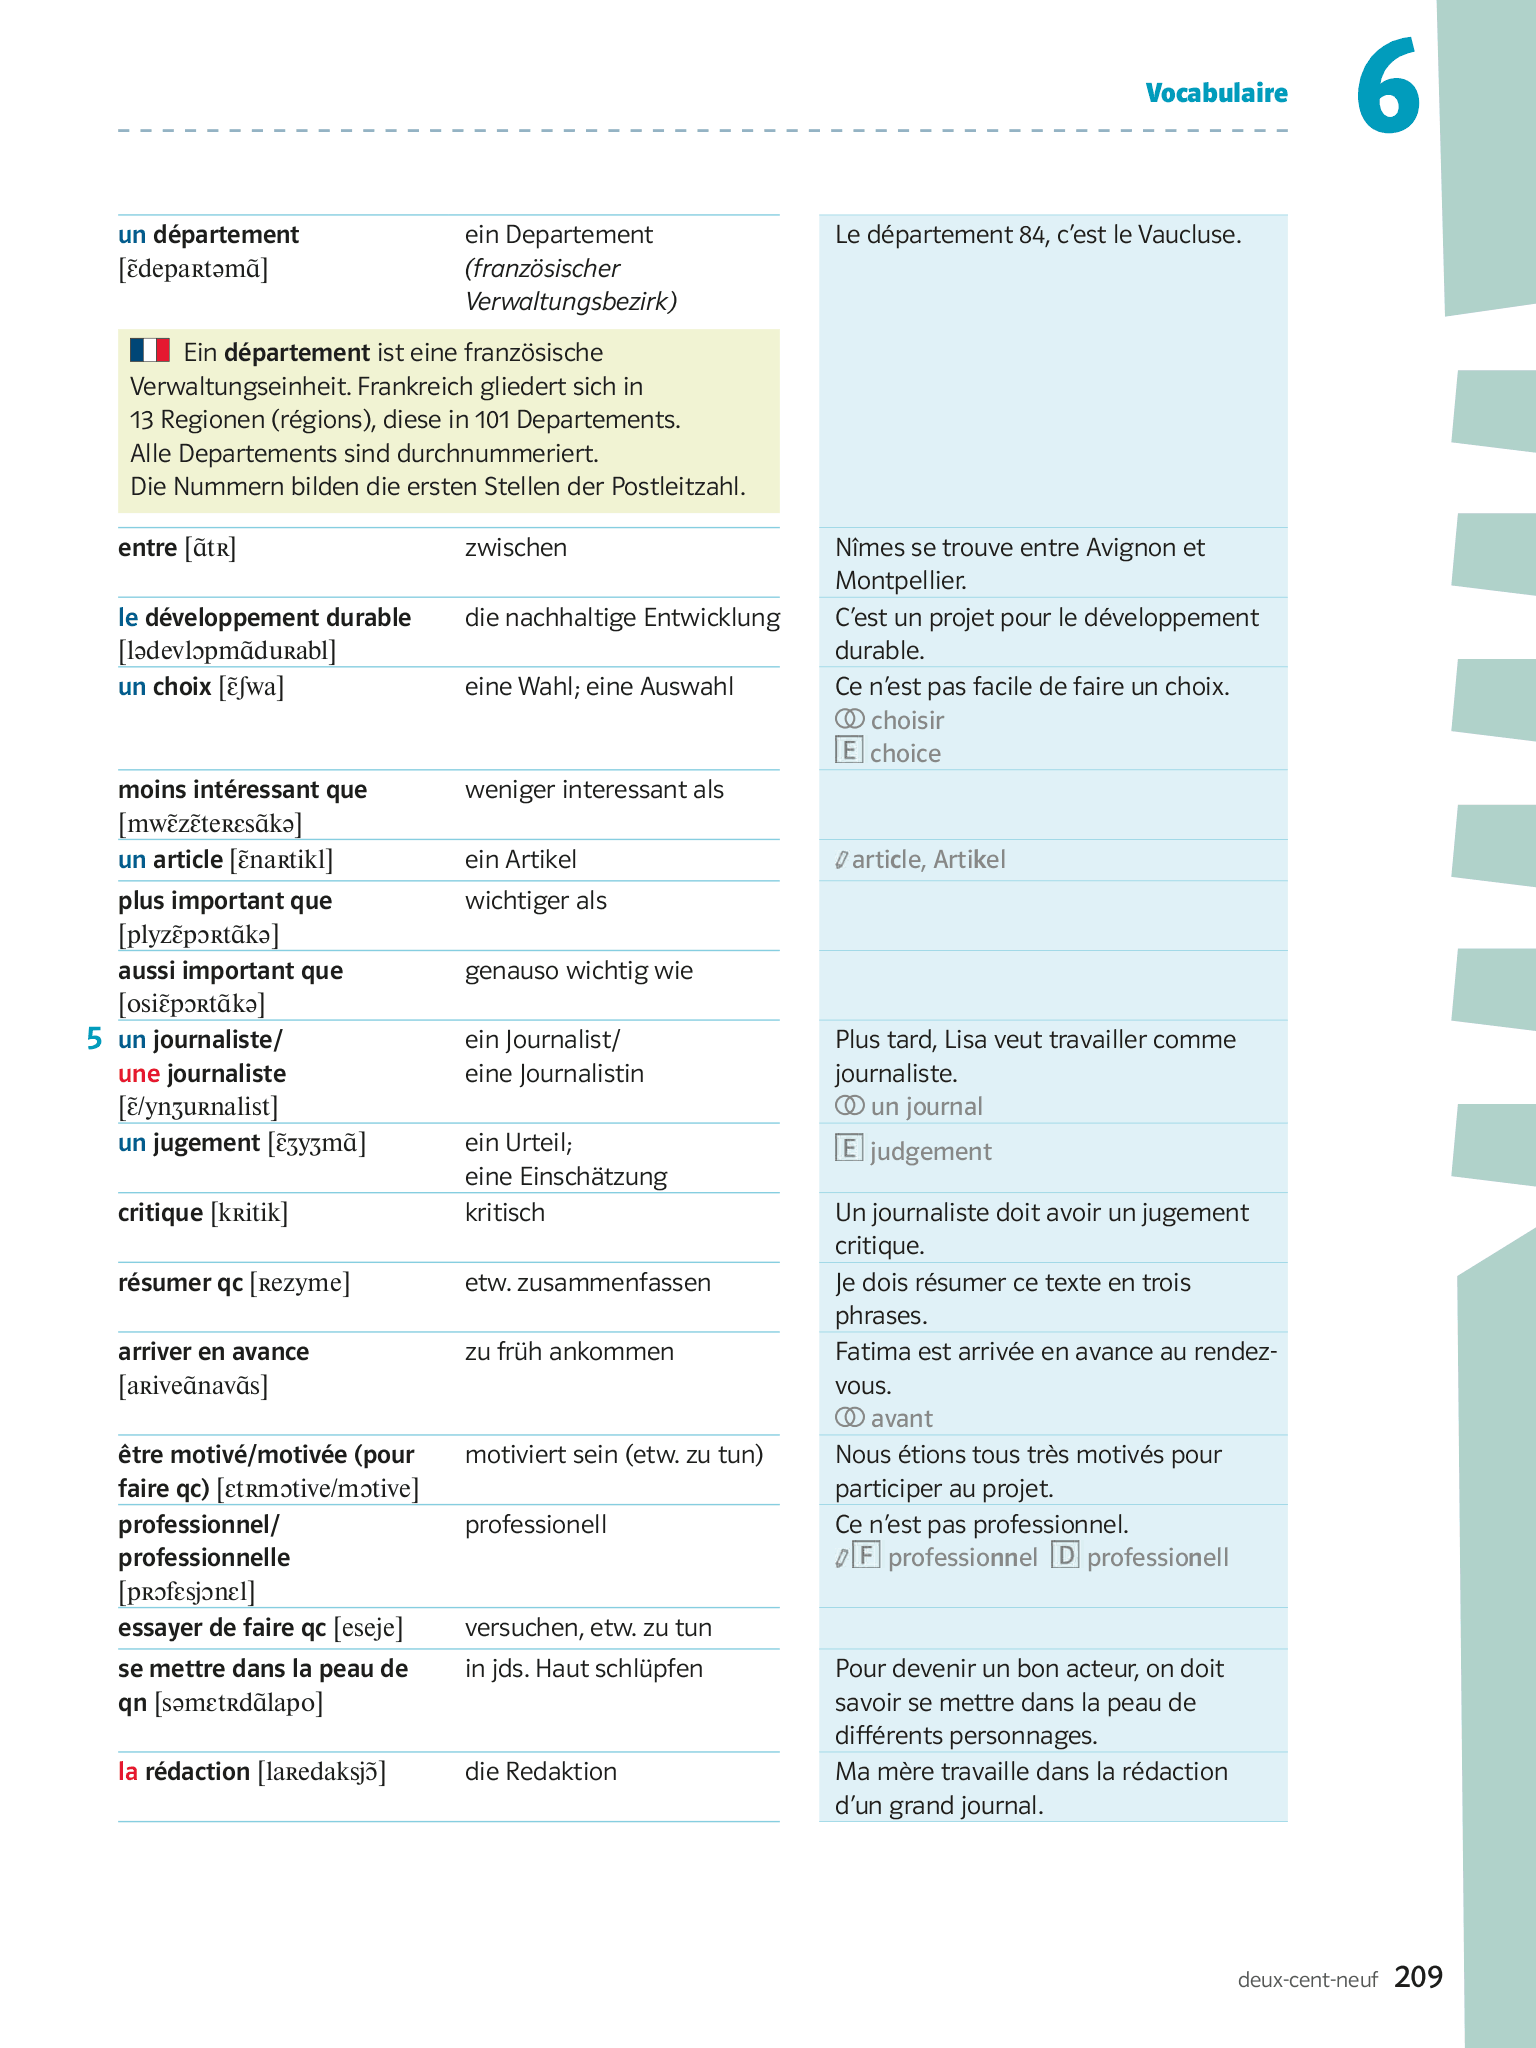 Vocabulaire 6
un département
[ɛ̃depaʀtəmɑ̃]
ein Departement
(französischer
Verwaltungsbezirk)
Le département 84, c’est le Vaucluse.
Ein département ist eine französische
Verwaltungseinheit. Frankreich gliedert sich in
13 Regionen (régions), diese in 101 Departements.
Alle Departements sind durchnummeriert.
Die Nummern bilden die ersten Stellen der Postleitzahl.
entre [ɑ̃tʀ]
zwischen
Nîmes se trouve entre Avignon et
Montpellier.
le développement durable
[lədevlɔpmɑ̃duʀabl]
die nachhaltige Entwicklung
C’est un projet pour le développement
durable.
un choix [ɛ̃ʃwa]
eine Wahl; eine Auswahl
Ce n’est pas facile de faire un choix.
choisir
E choice
moins intéressant que
[mwɛ̃zɛ̃teʀɛsɑ̃kə]
weniger interessant als
un article [ɛ̃naʀtikl]
ein Artikel
article, Artikel
plus important que
[plyzɛ̃pɔʀtɑ̃kə]
wichtiger als
aussi important que
[osiɛ̃pɔʀtɑ̃kə]
genauso wichtig wie
5 un journaliste/
une journaliste
[ɛ̃/ynʒuʀnalist]
ein Journalist/
eine Journalistin
Plus tard, Lisa veut travailler comme
journaliste.
un journal
un jugement [ɛ̃ʒyʒmɑ̃]
ein Urteil;
eine Einschätzung
E judgement
critique [kʀitik]
kritisch
Un journaliste doit avoir un jugement
critique.
résumer qc [ʀezyme]
etw. zusammenfassen
Je dois résumer ce texte en trois
phrases.
arriver en avance
[aʀiveɑ̃navɑ̃s]
zu früh ankommen
Fatima est arrivée en avance au rendez-
vous.
avant
être motivé/motivée (pour
faire qc) [ɛtʀmɔtive/mɔtive]
motiviert sein (etw. zu tun)
Nous étions tous très motivés pour
participer au projet.
professionnel/
professionnelle
[pʀɔfɛsjɔnɛl]
professionell
Ce n’est pas professionnel.
F professionnel D professionell
essayer de faire qc [eseje]
versuchen, etw. zu tun
se mettre dans la peau de
qn [səmɛtʀdɑ̃lapo]
in jds. Haut schlüpfen
Pour devenir un bon acteur, on doit
savoir se mettre dans la peau de
différents personnages.
la rédaction [laʀedaksjɔ̃]
die Redaktion
Ma mère travaille dans la rédaction
d’un grand journal.
deux-cent-neuf 209